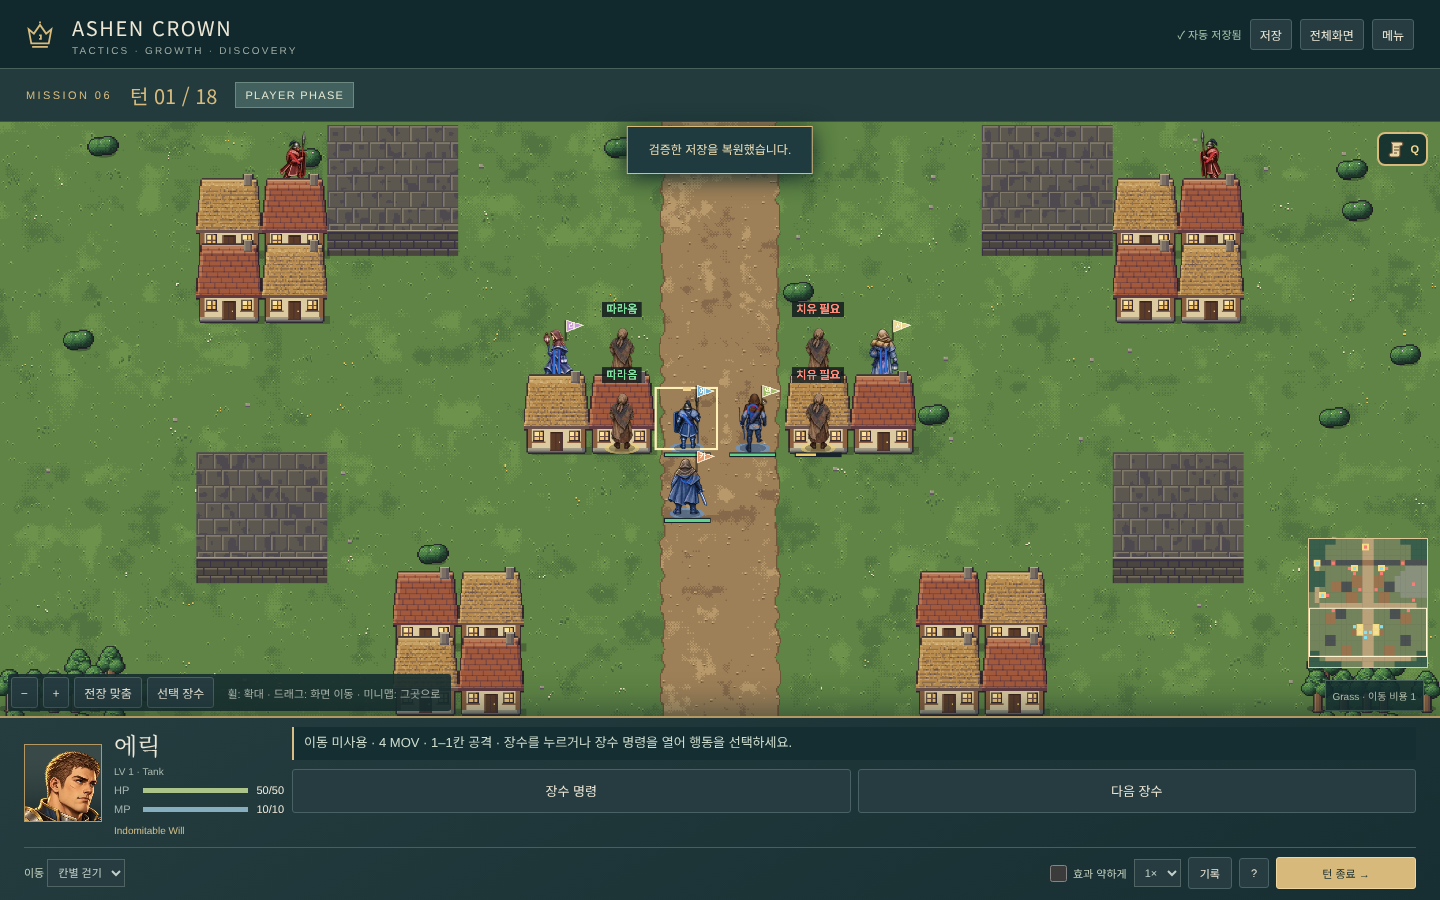 ASHEN CROWN
TACTICS · GROWTH · DISCOVERY
✓ 자동 저장됨
저장
전체화면
메뉴
MISSION 06
턴 01 / 18
PLAYER PHASE
검증한 저장을 복원했습니다.
Q
따라옴
치유 필요
따라옴
치유 필요
− + 전장 맞춤 선택 장수 휠: 확대 · 드래그: 화면 이동 · 미니맵: 그곳으로
Grass · 이동 비용 1
에릭
LV 1 · Tank
HP 50/50
MP 10/10
Indomitable Will
이동 미사용 · 4 MOV · 1–1칸 공격 · 장수를 누르거나 장수 명령을 열어 행동을 선택하세요.
장수 명령
다음 장수
이동 칸별 걷기
효과 약하게
1×
기록
?
턴 종료 →